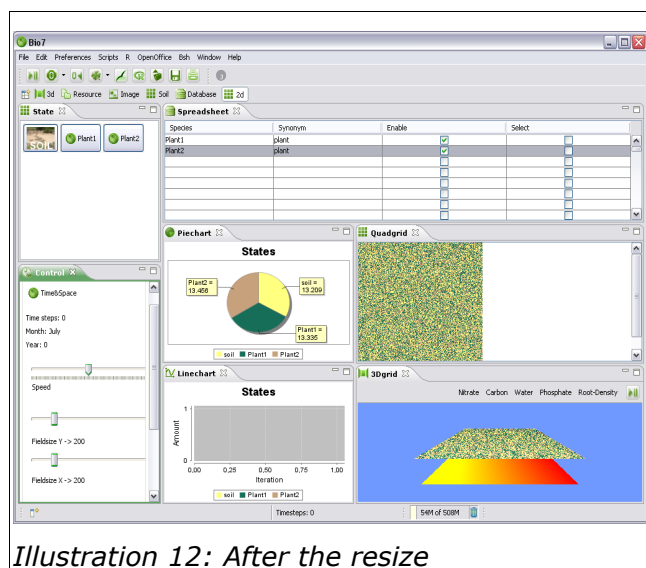 Bio7
File Edit Preferences Scripts R OpenOffice Bsh Window Help
3d Resource Image Soil Database 2d
State
SOIL Plant1 Plant2
Spreadsheet
Species Synonym Enable Select
Plant1 plant
Plant2 plant
Control
Time&Space
Time steps: 0
Month: July
Year: 0
Speed
Fieldsize Y -> 200
Fieldsize X -> 200
Piechart
States
Plant2 =
13.456
soil =
13.209
Plant1 =
13.335
soil Plant1 Plant2
Quadgrid
Linechart
States
Amount
1
0
0,00 0,25 0,50 0,75 1,00
Iteration
soil Plant1 Plant2
3Dgrid
Nitrate Carbon Water Phosphate Root-Density
Timesteps: 0
54M of 508M
Illustration 12: After the resize